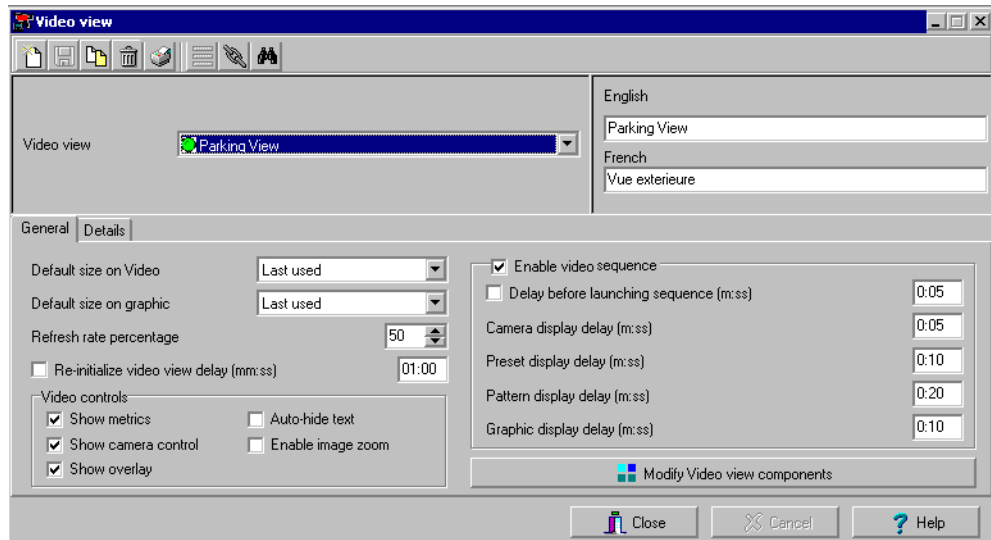 Video view
English
Video view
Parking View
Parking View
French
Vue exterieure
General
Details
Default size on Video
Last used
Default size on graphic
Last used
Refresh rate percentage
50
Re-initialize video view delay (mm:ss)
01:00
Video controls
Show metrics
Auto-hide text
Show camera control
Enable image zoom
Show overlay
Enable video sequence
Delay before launching sequence (m:ss)
0:05
Camera display delay (m:ss)
0:05
Preset display delay (m:ss)
0:10
Pattern display delay (m:ss)
0:20
Graphic display delay (m:ss)
0:10
Modify Video view components
Close
Cancel
Help